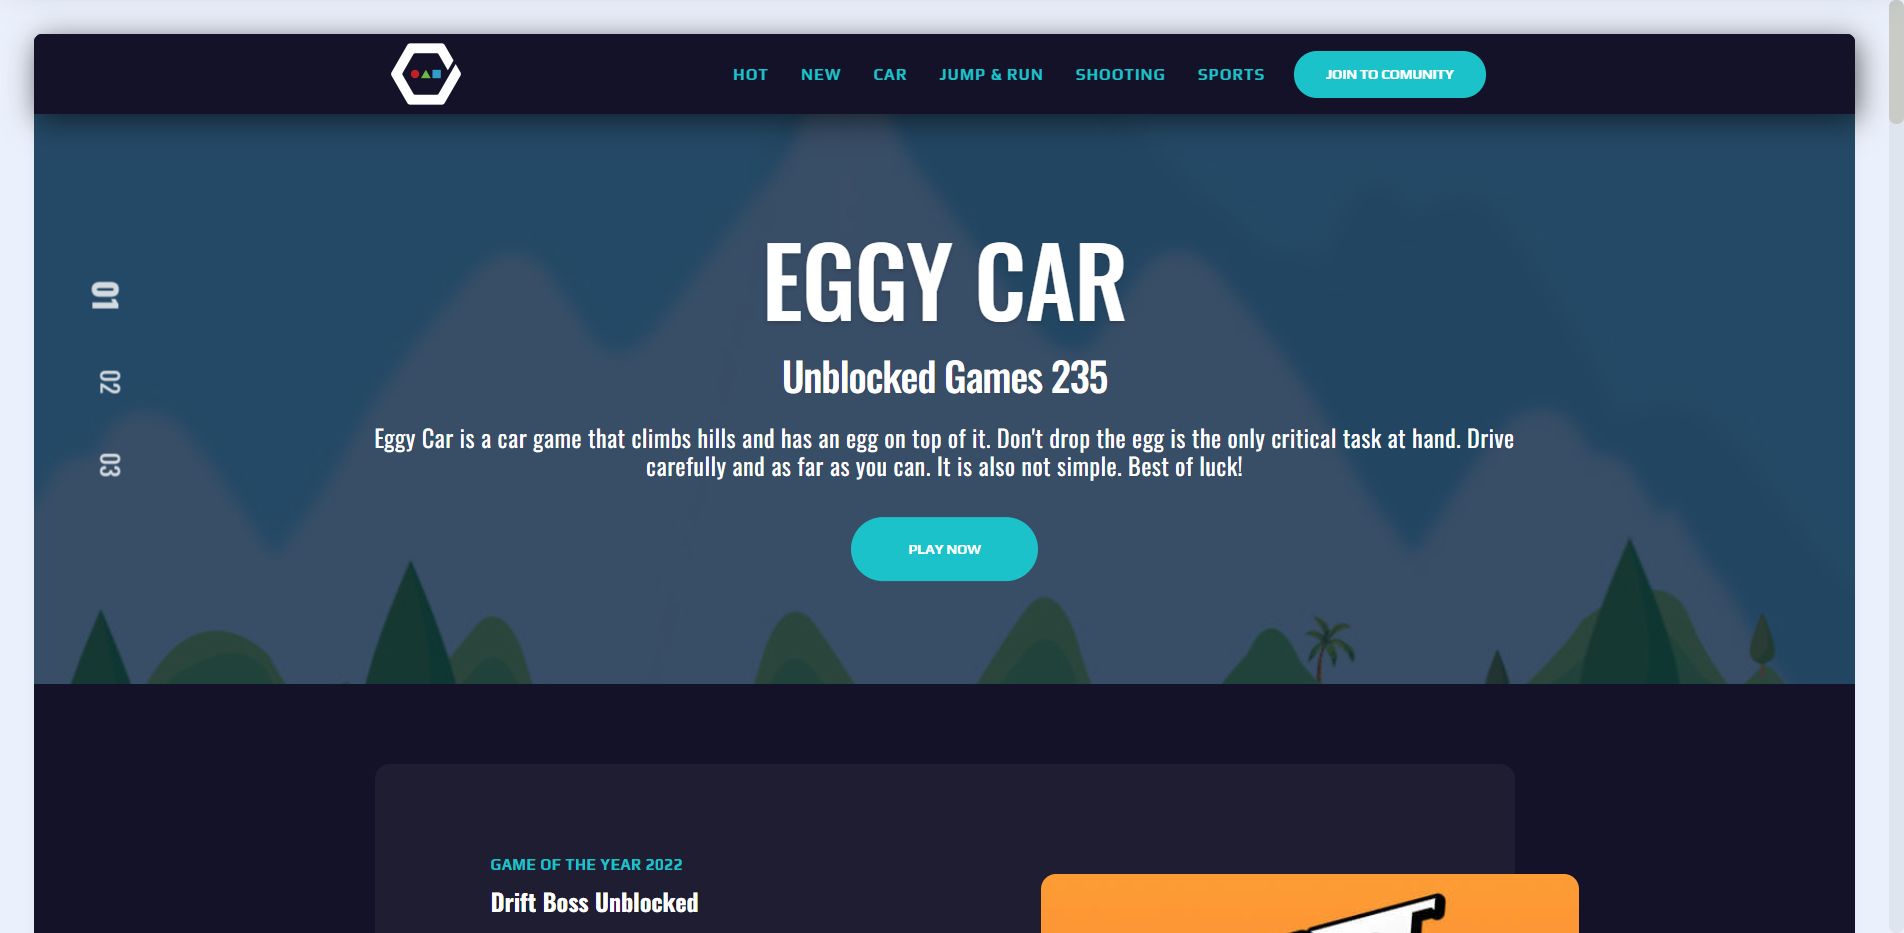 HOT NEW CAR JUMP & RUN SHOOTING SPORTS JOIN TO COMUNITY
EGGY CAR
Unblocked Games 235
Eggy Car is a car game that climbs hills and has an egg on top of it. Don't drop the egg is the only critical task at hand. Drive
carefully and as far as you can. It is also not simple. Best of luck!
PLAY NOW
01
02
03
GAME OF THE YEAR 2022
Drift Boss Unblocked